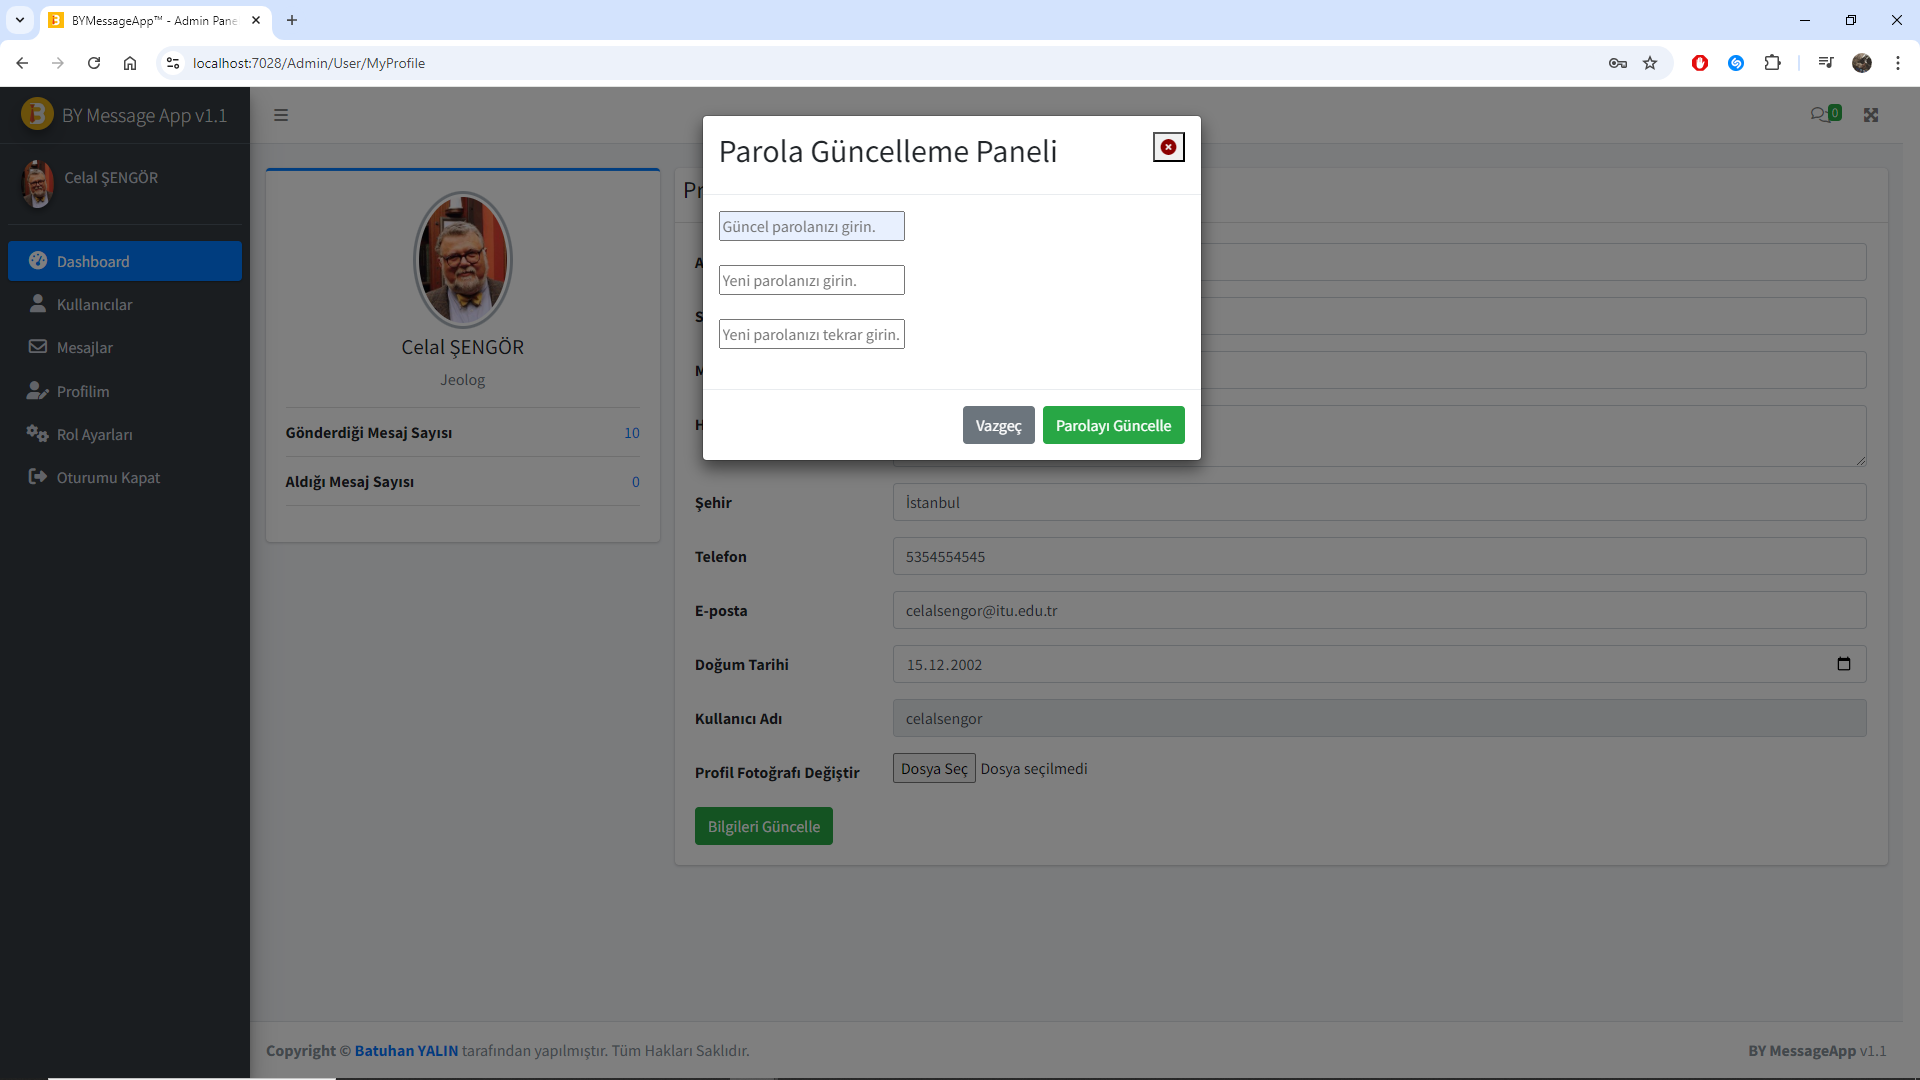 BYMessageApp™ - Admin Pane
localhost:7028/Admin/User/MyProfile
BY Message App v1.1
Celal ŞENGÖR
Dashboard
Kullanıcılar
Mesajlar
Profilim
Rol Ayarları
Oturumu Kapat
0
Celal ŞENGÖR
Jeolog
Gönderdiği Mesaj Sayısı 10
Aldığı Mesaj Sayısı 0
Parola Güncelleme Paneli
Güncel parolanızı girin.
Yeni parolanızı girin.
Yeni parolanızı tekrar girin.
Vazgeç Parolayı Güncelle
Şehir İstanbul
Telefon 5354554545
E-posta celalsengor@itu.edu.tr
Doğum Tarihi 15.12.2002
Kullanıcı Adı celalsengor
Profil Fotoğrafı Değiştir Dosya Seç Dosya seçilmedi
Bilgileri Güncelle
Copyright © Batuhan YALIN tarafından yapılmıştır. Tüm Hakları Saklıdır.
BY MessageApp v1.1